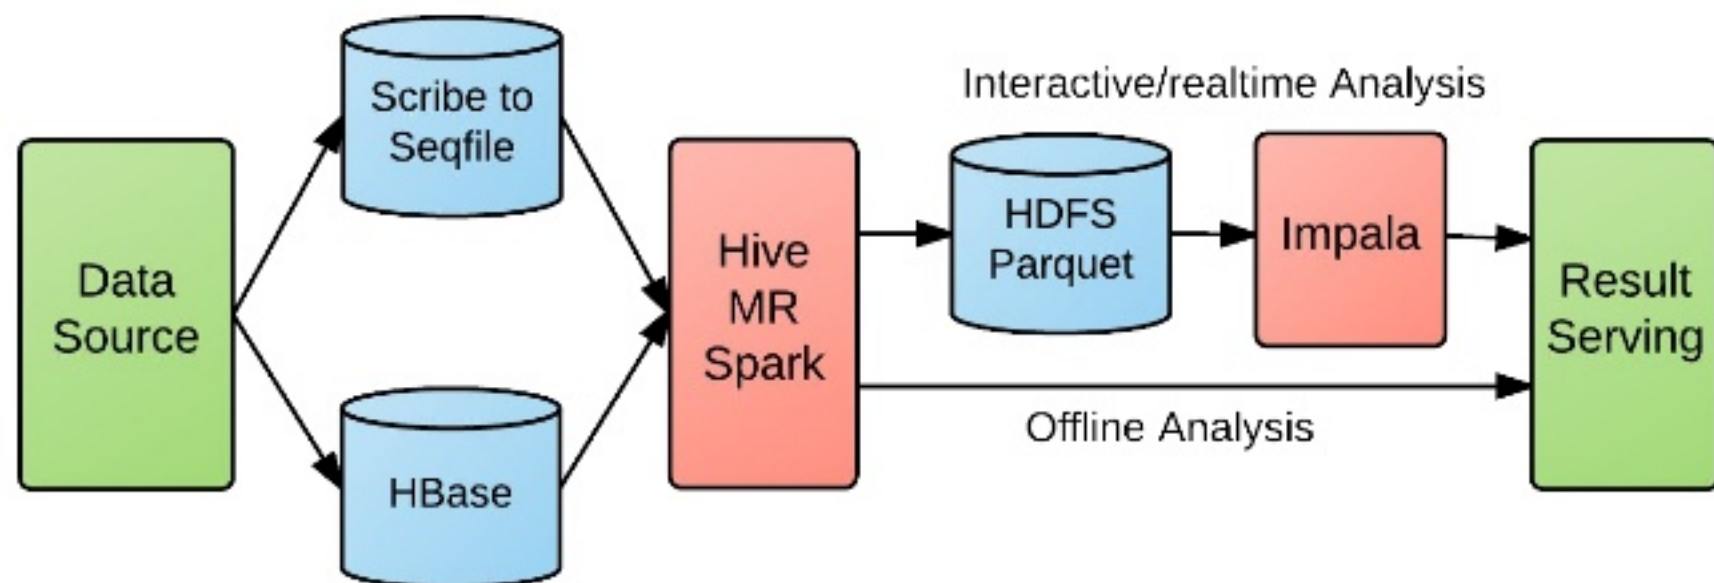 Data
Source
Scribe to
Seqfile
HBase
Hive
MR
Spark
Interactive/realtime Analysis
HDFS
Parquet
Impala
Offline Analysis
Result
Serving